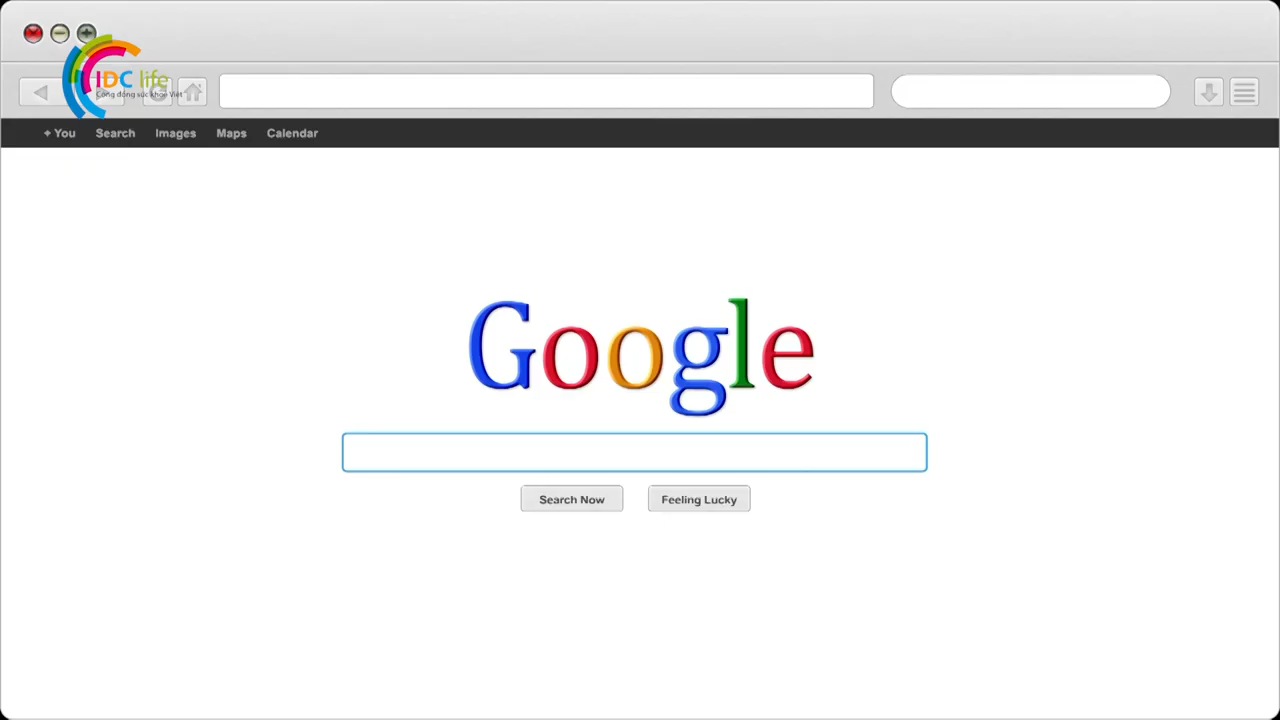 IDC life
Cộng đồng sức khỏe Việt
+ You Search Images Maps Calendar
Google
Search Now Feeling Lucky